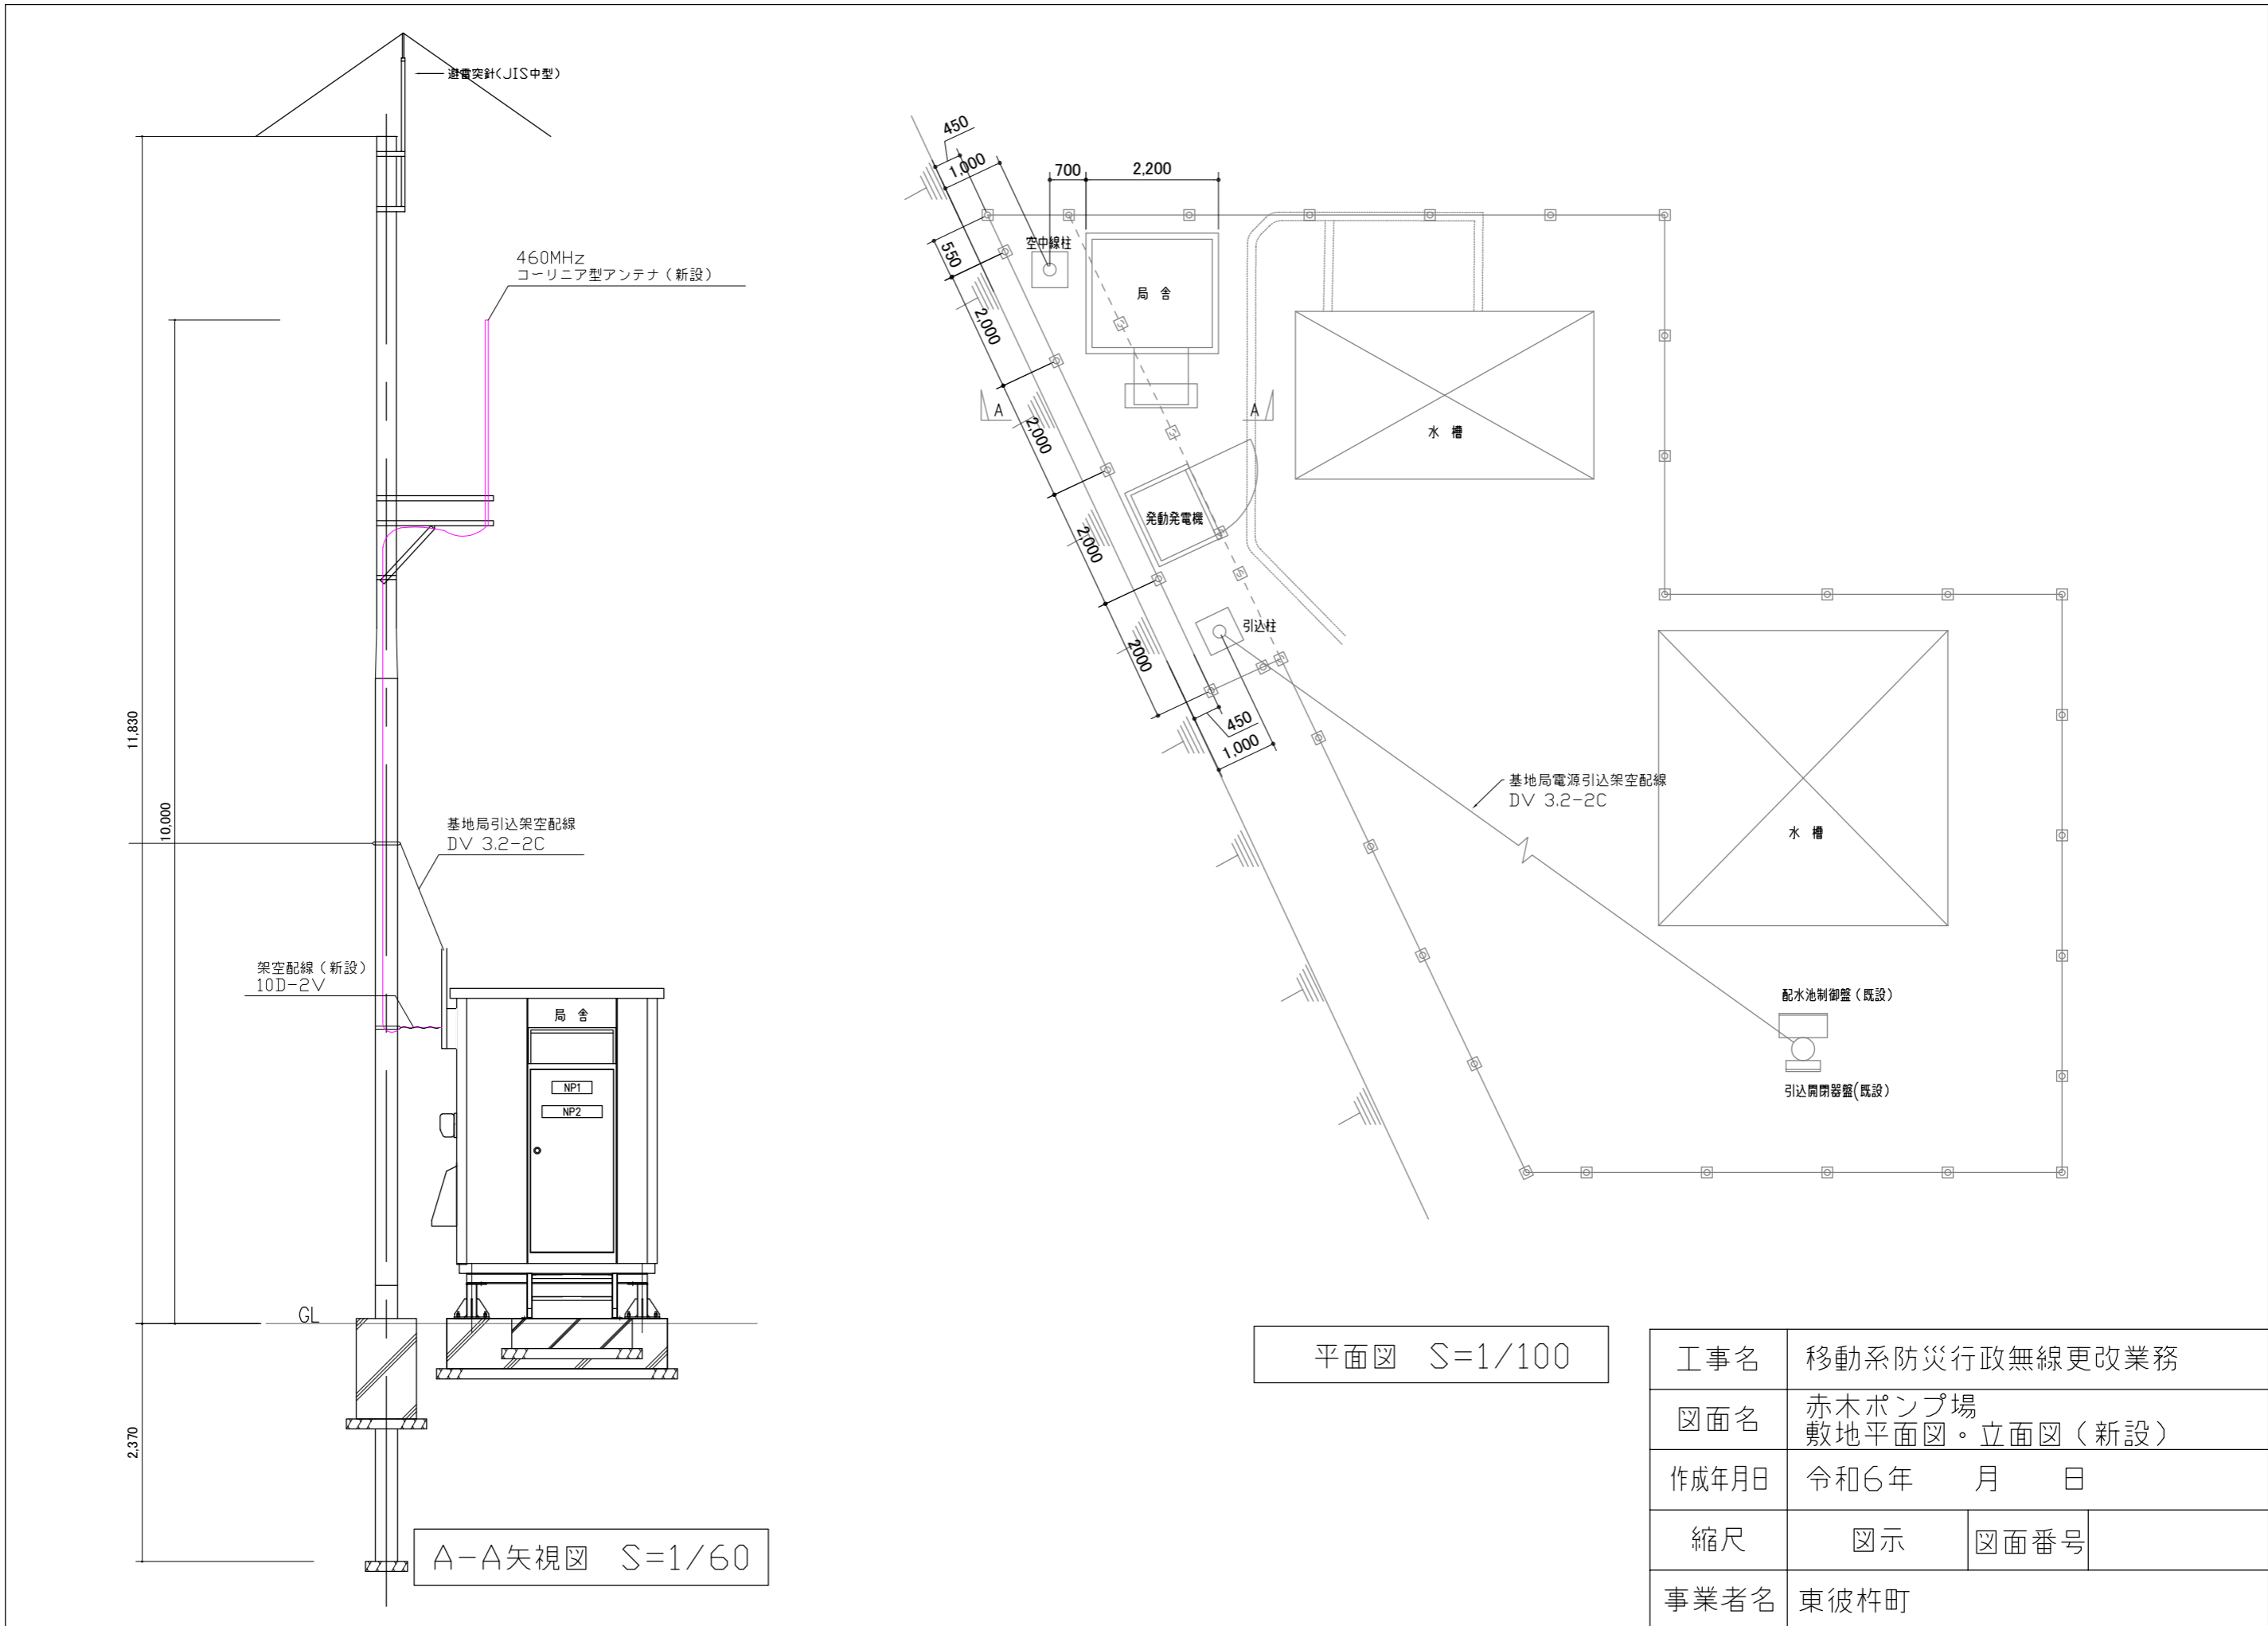 避雷突針(JIS中型)
460MHz
コーリニア型アンテナ（新設）
11,830
10,000
基地局引込架空配線
DV 3.2-2C
架空配線（新設）
10D-2V
局 舎
NP1
NP2
GL
2,370
A-A矢視図 S=1/60
450
1,000
700
2,200
空中線柱
550
局 舎
2,000
A
A
水 槽
2,000
発動発電機
2,000
引込柱
2000
450
1,000
基地局電源引込架空配線
DV 3.2-2C
水 槽
配水池制御盤（既設）
引込開閉器盤(既設)
平面図 S=1/100
工事名 移動系防災行政無線更改業務
図面名 赤木ポンプ場
敷地平面図・立面図（新設）
作成年月日 令和6年 月 日
縮尺 図示 図面番号
事業者名 東彼杵町